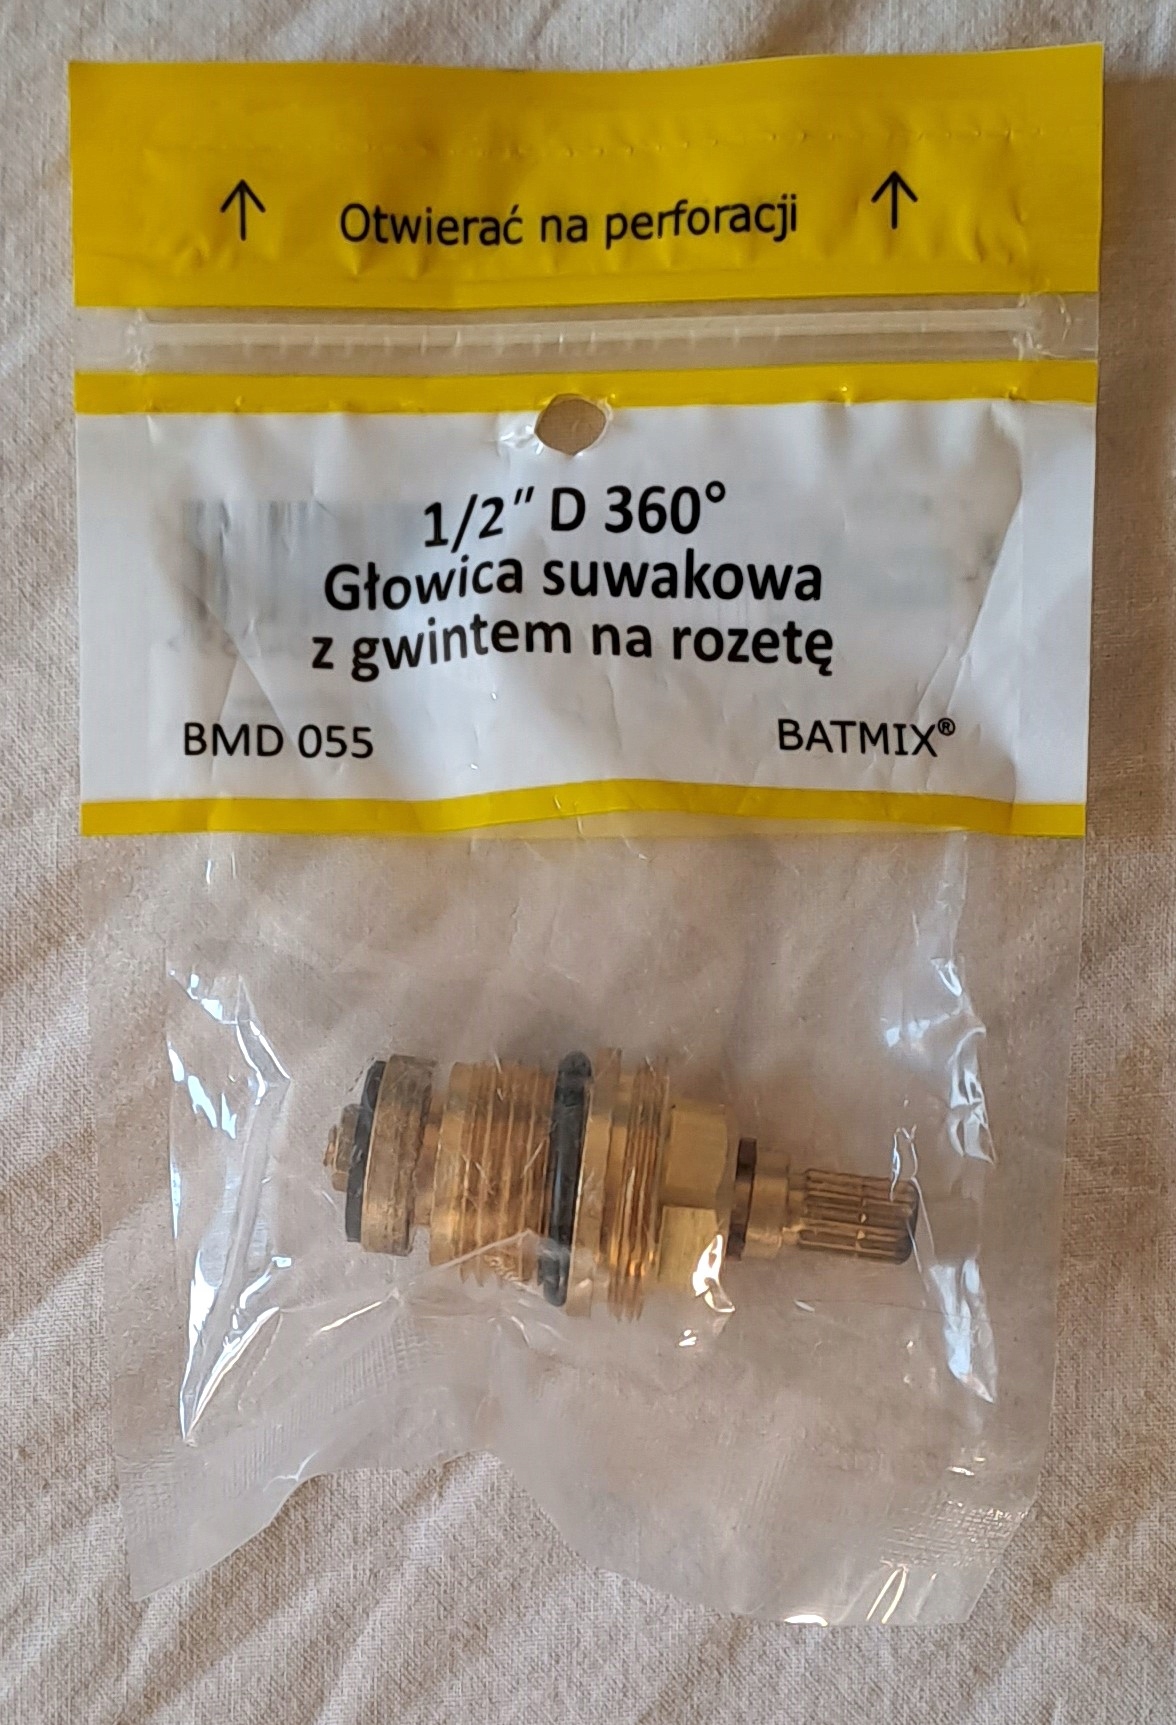 ↑ Otwierać na perforacji ↑
1/2" D 360°
Głowica suwakowa
z gwintem na rozetę
BMD 055 BATMIX®